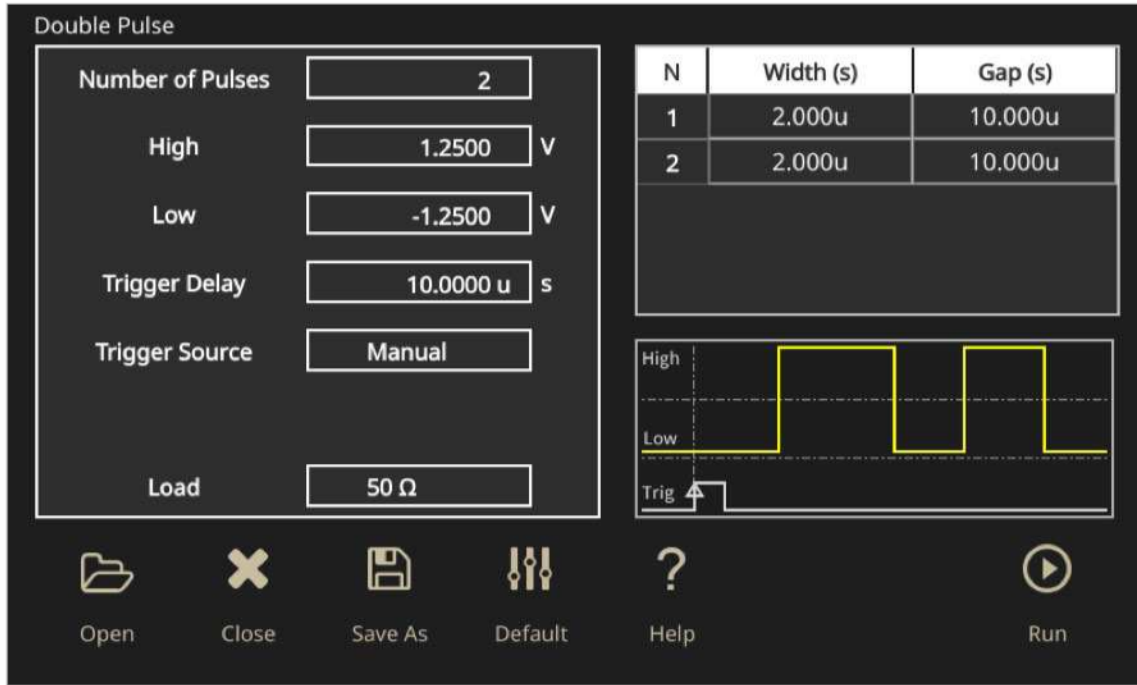 Double Pulse
Number of Pulses 2
High 1.2500 V
Low -1.2500 V
Trigger Delay 10.0000 u s
Trigger Source Manual
Load 50 Ω
N Width (s) Gap (s)
1 2.000u 10.000u
2 2.000u 10.000u
High
Low
Trig
Open Close Save As Default ? Help Run